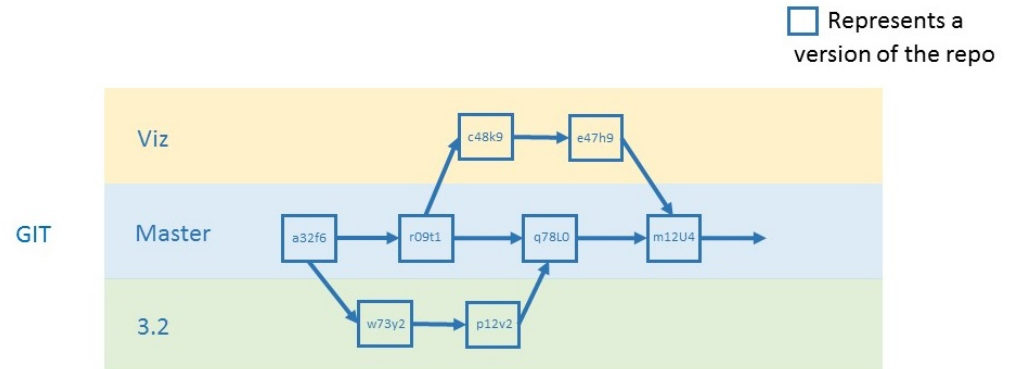 Represents a
version of the repo
Viz
c48k9
e47h9
GIT
Master
a32f6
r09t1
q78L0
m12U4
3.2
w73y2
p12v2